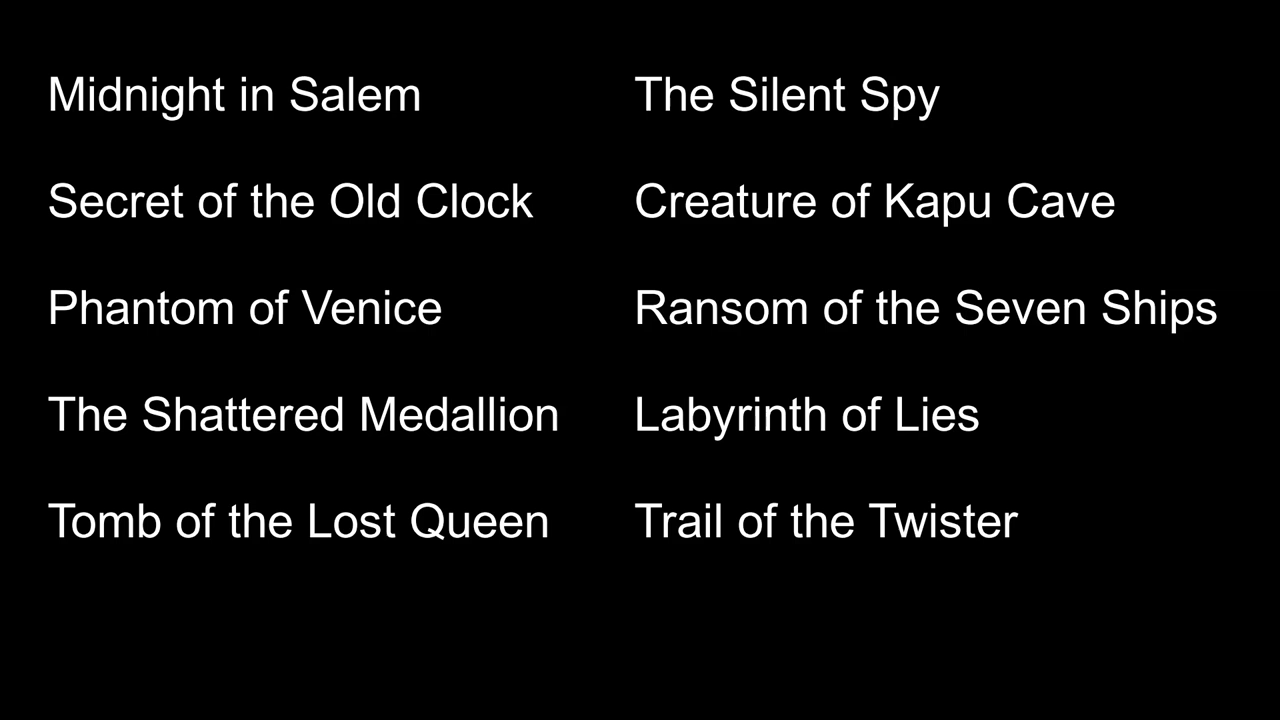 Midnight in Salem
Secret of the Old Clock
Phantom of Venice
The Shattered Medallion
Tomb of the Lost Queen
The Silent Spy
Creature of Kapu Cave
Ransom of the Seven Ships
Labyrinth of Lies
Trail of the Twister